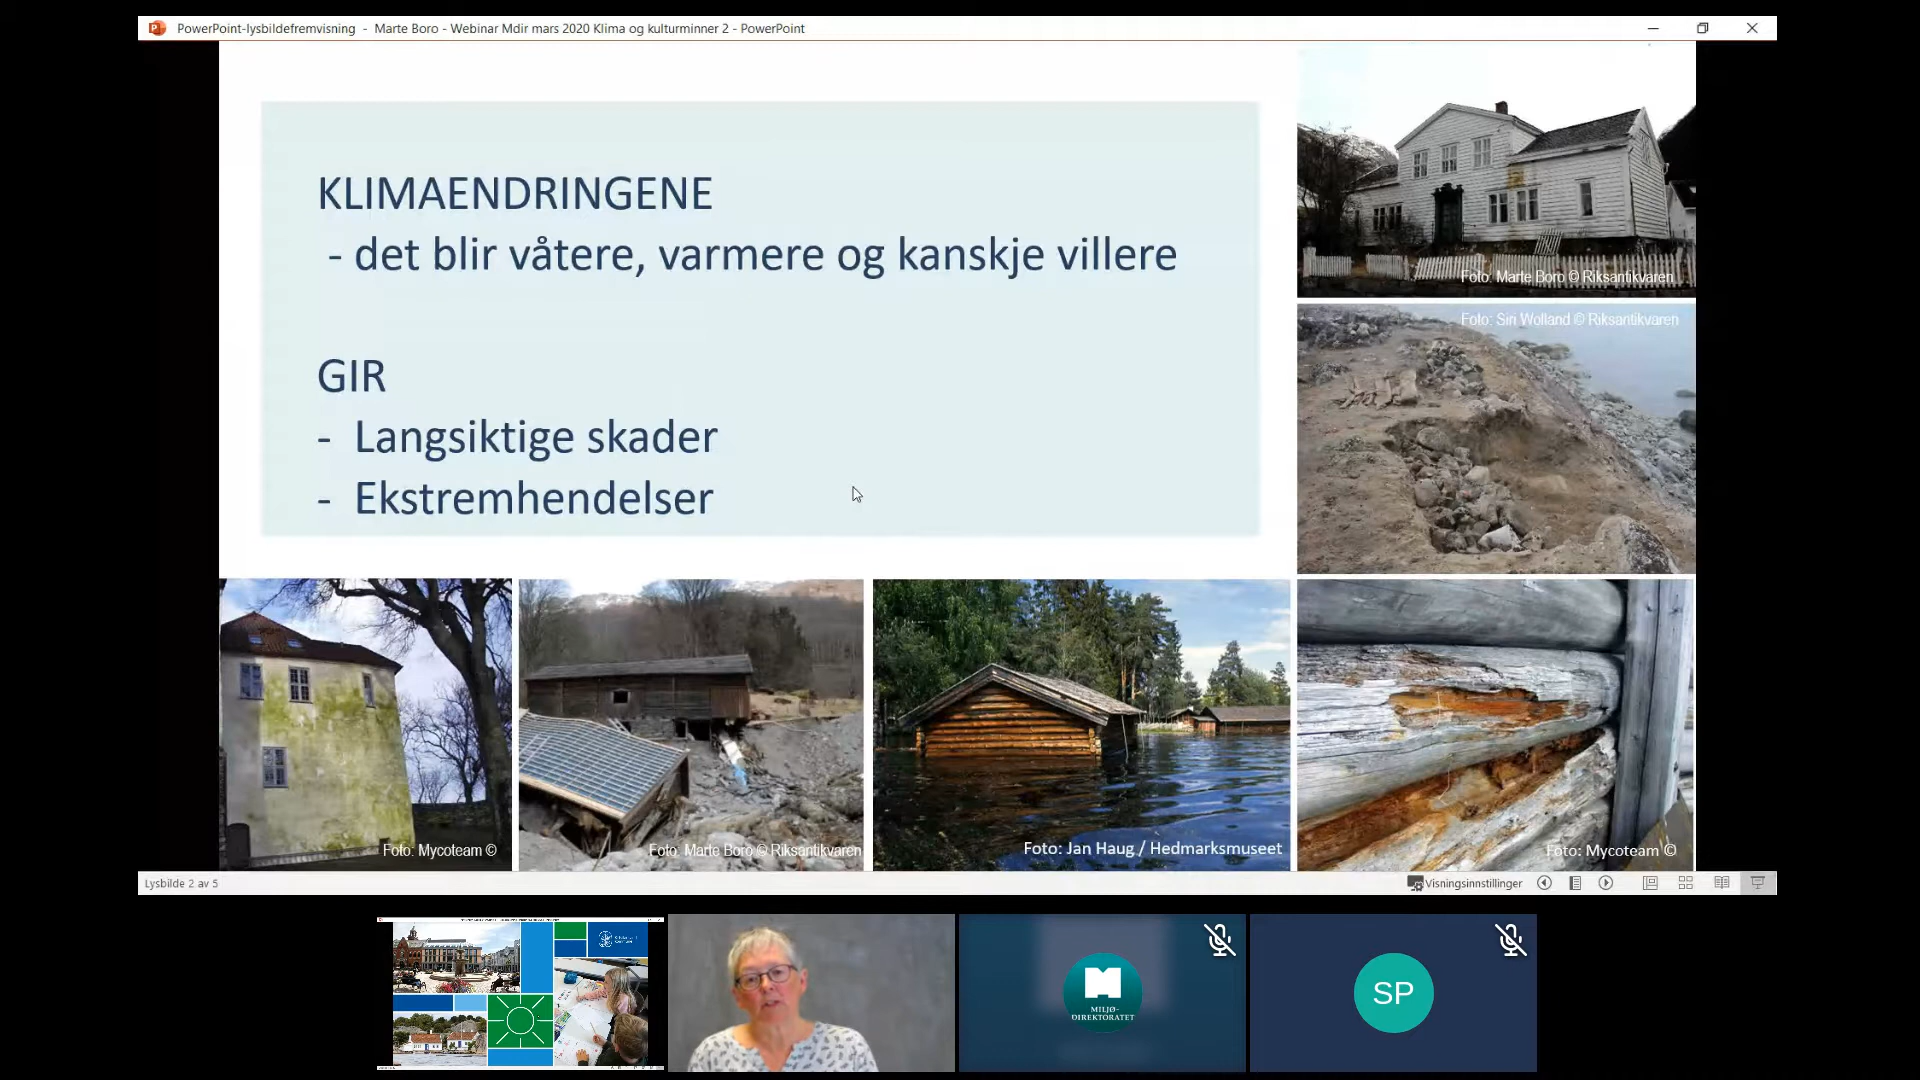 PowerPoint-lysbildefremvisning - Marte Boro - Webinar Mdir mars 2020 Klima og kulturminner 2 - PowerPoint
KLIMAENDRINGENE
- det blir våtere, varmere og kanskje villere
GIR
- Langsiktige skader
- Ekstremhendelser
Foto: Marte Boro © Riksantikvaren
Foto: Siri Wolland © Riksantikvaren
Foto: Mycoteam ©
Foto: Marte Boro © Riksantikvaren
Foto: Jan Haug / Hedmarksmuseet
Foto: Mycoteam ©
Lysbilde 2 av 5
Visningsinnstillinger
MILJØ-
DIREKTORATET
SP